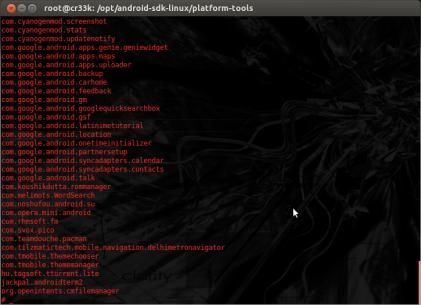 root@cr33k: /opt/android-sdk-linux/platform-tools
com.cyanogenmod.screenshot
com.cyanogenmod.stats
com.cyanogenmod.updatenotify
com.google.android.apps.genie.geniewidget
com.google.android.apps.maps
com.google.android.apps.uploader
com.google.android.backup
com.google.android.carhome
com.google.android.feedback
com.google.android.gm
com.google.android.googlequicksearchbox
com.google.android.gsf
com.google.android.latinimetutorial
com.google.android.location
com.google.android.onetimeinitializer
com.google.android.partnersetup
com.google.android.syncadapters.calendar
com.google.android.syncadapters.contacts
com.google.android.talk
com.koushikdutta.rommanager
com.melimots.WordSearch
com.noshufou.android.su
com.opera.mini.android
com.rhmsoft.fm
com.svox.pico
com.teamdouche.pacman
com.tilzmatictech.mobile.navigation.delhimetronavigator
com.tmobile.themechooser
com.tmobile.thememanager
hu.tagsoft.ttorrent.lite
jackpal.androidterm2
org.openintents.cmfilemanager
#